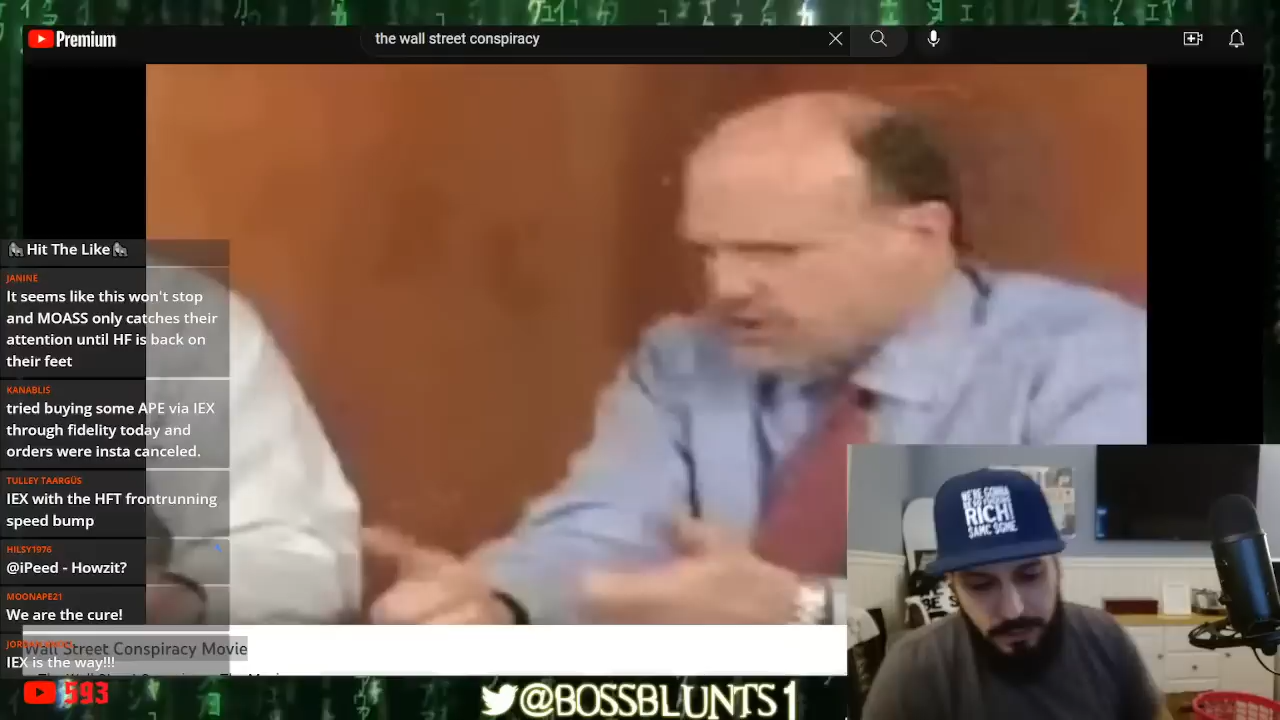 Premium
the wall street conspiracy
Hit The Like
JANINE
It seems like this won't stop
and MOASS only catches their
attention until HF is back on
their feet
KANABLIS
tried buying some APE via IEX
through fidelity today and
orders were insta canceled.
TULLEY TAARGÜS
IEX with the HFT frontrunning
speed bump
HILSY1976
@iPeed - Howzit?
MOONAPE21
We are the cure!
Wall Street Conspiracy Movie
IEX is the way!!!
593
@BOSSBLUNTS1
WE'RE GONNA
RICH!
$AMC $GME